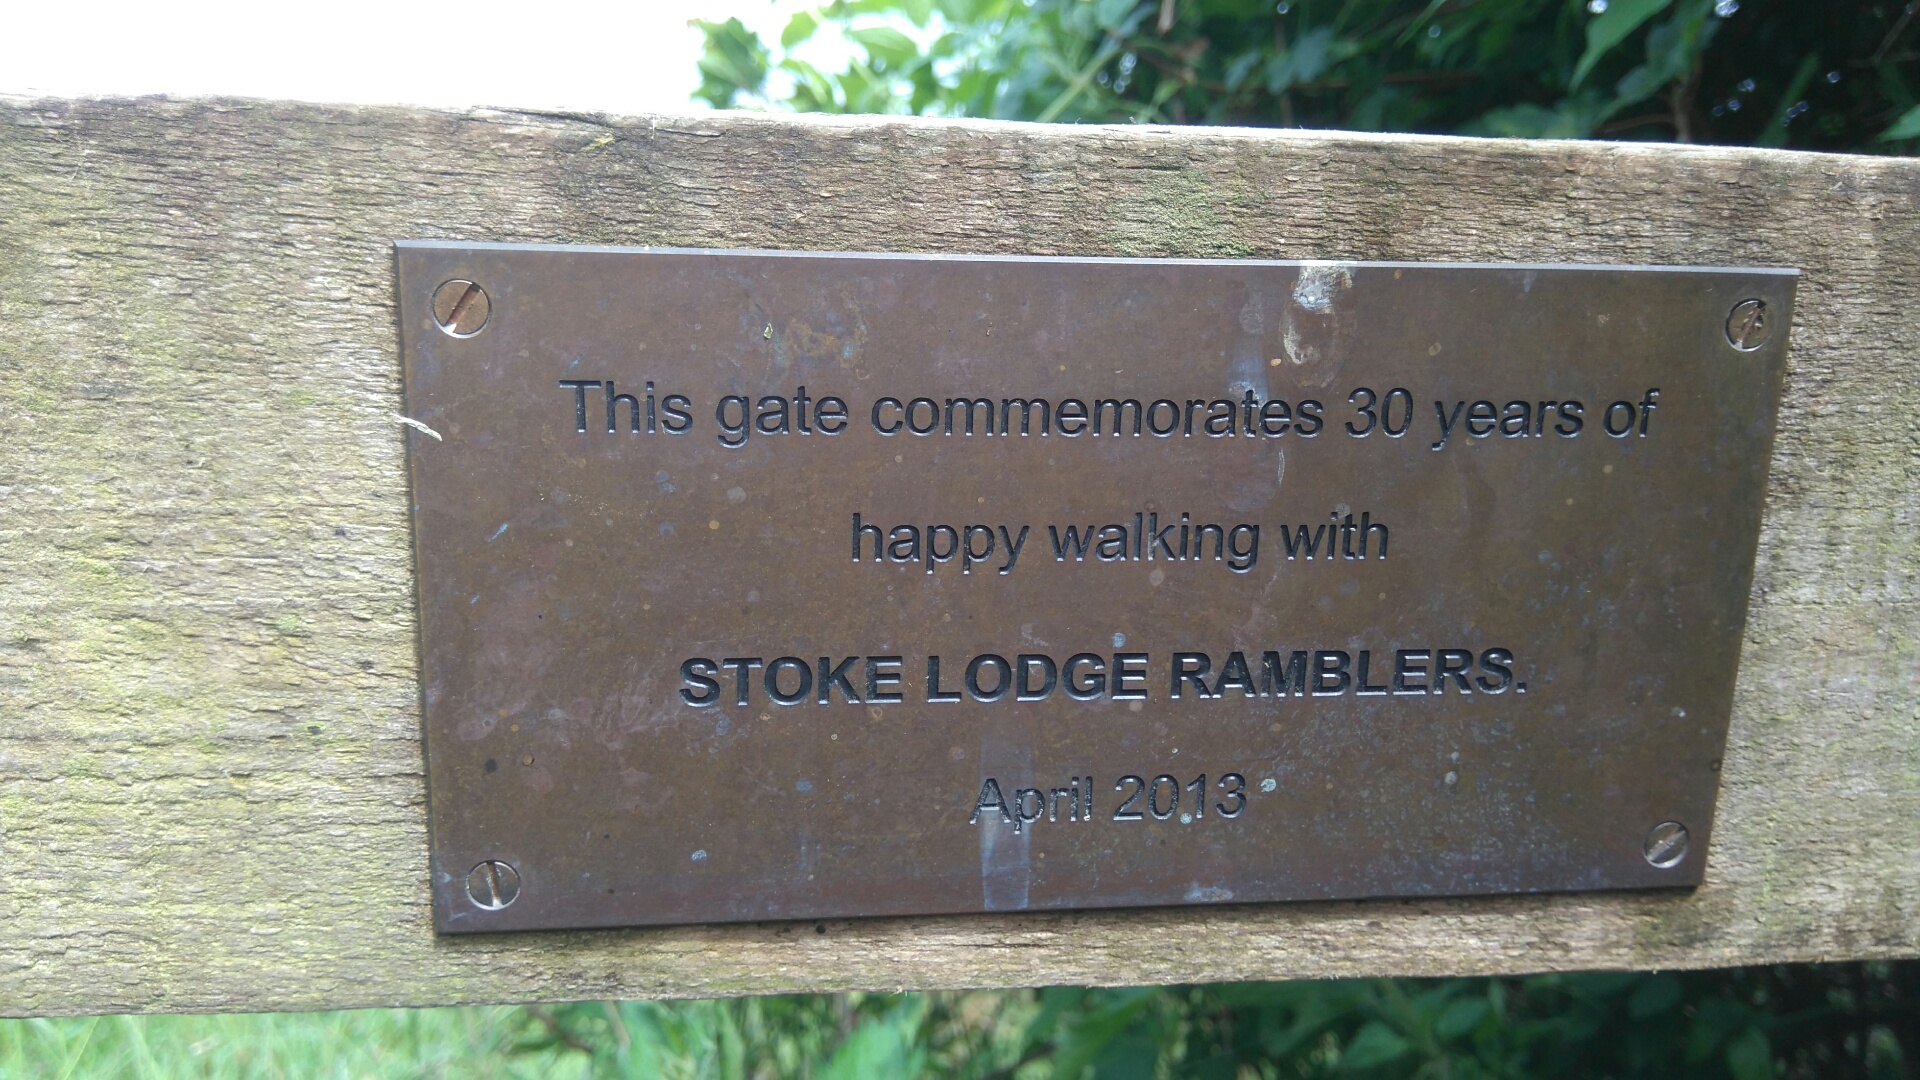 This gate commemorates 30 years of
happy walking with
STOKE LODGE RAMBLERS.
April 2013